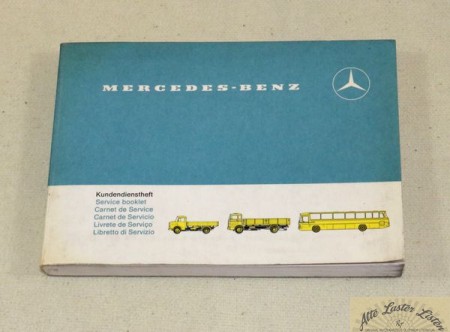 MERCEDES-BENZ
Kundendienstheft
Service booklet
Carnet de Service
Carnet de Servicio
Livrete de Serviço
Libretto di Servizio
Alte Laster Listen